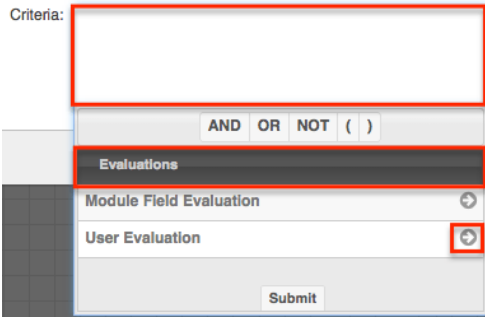 Criteria:
AND OR NOT ( )
Evaluations
Module Field Evaluation
User Evaluation
Submit